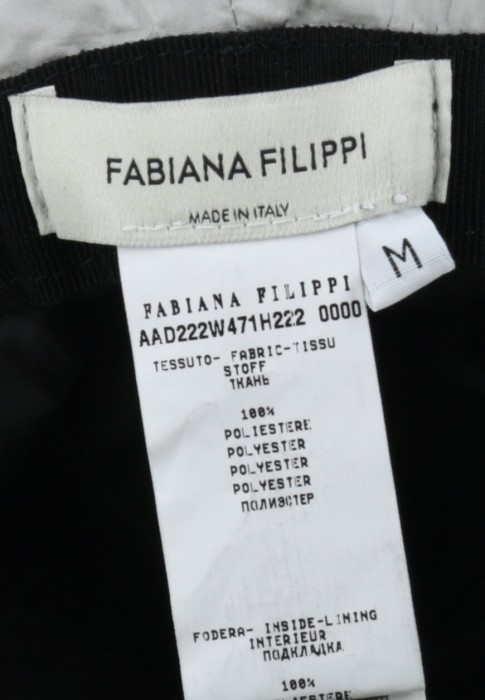 FABIANA FILIPPI
MADE IN ITALY
M
FABIANA FILIPPI
AAD222W471H222 0000
TESSUTO- FABRIC-TISSU
STOFF
ТКАНЬ
100%
POLIESTERE
POLYESTER
POLYESTER
POLYESTER
ПОЛИЭСТЕР
FODERA- INSIDE-LINING
INTERIEUR
ПОДКЛАДКА
100%